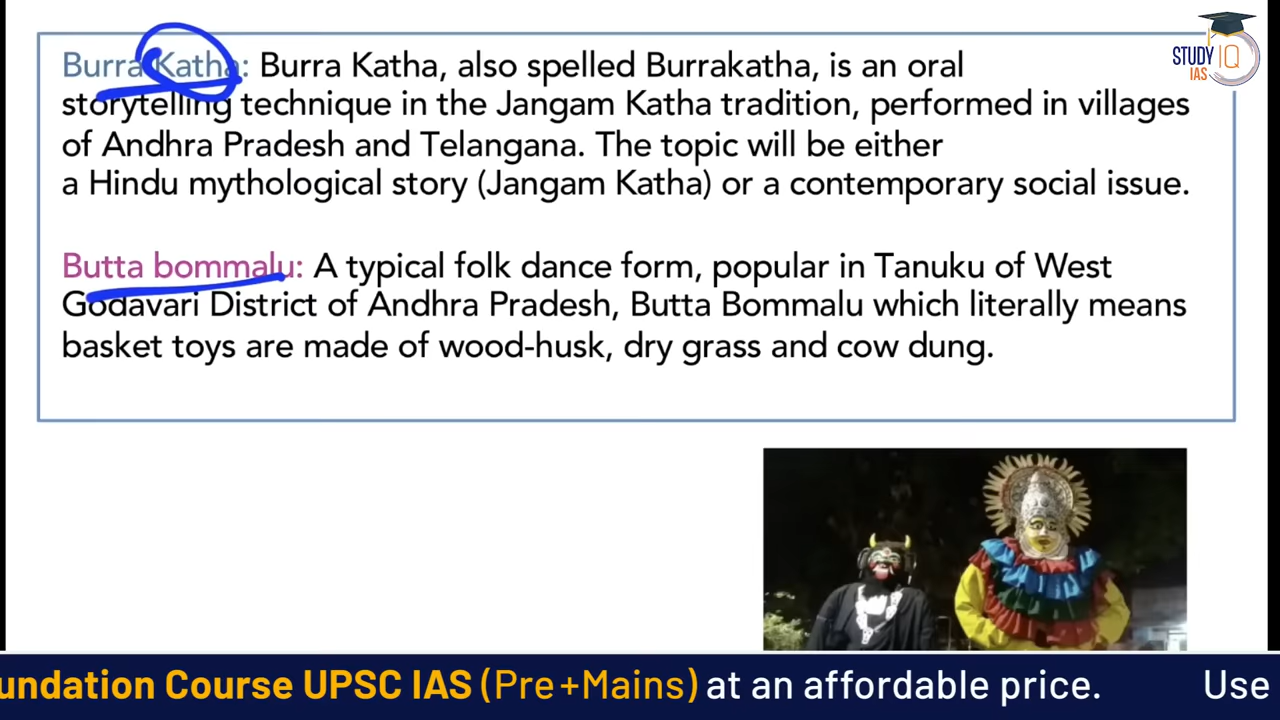 STUDY IQ
IAS
Burra Katha: Burra Katha, also spelled Burrakatha, is an oral
storytelling technique in the Jangam Katha tradition, performed in villages
of Andhra Pradesh and Telangana. The topic will be either
a Hindu mythological story (Jangam Katha) or a contemporary social issue.
Butta bommalu: A typical folk dance form, popular in Tanuku of West
Godavari District of Andhra Pradesh, Butta Bommalu which literally means
basket toys are made of wood-husk, dry grass and cow dung.
undation Course UPSC IAS (Pre+Mains) at an affordable price. Use